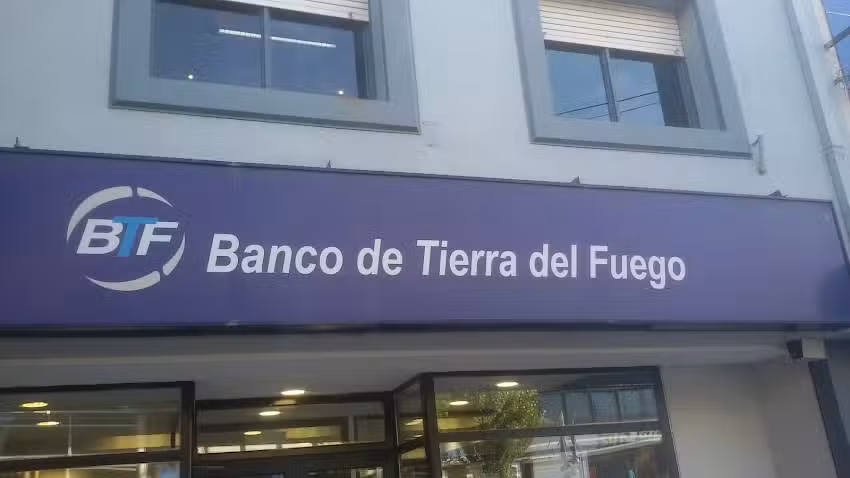 BTF
Banco de Tierra del Fuego